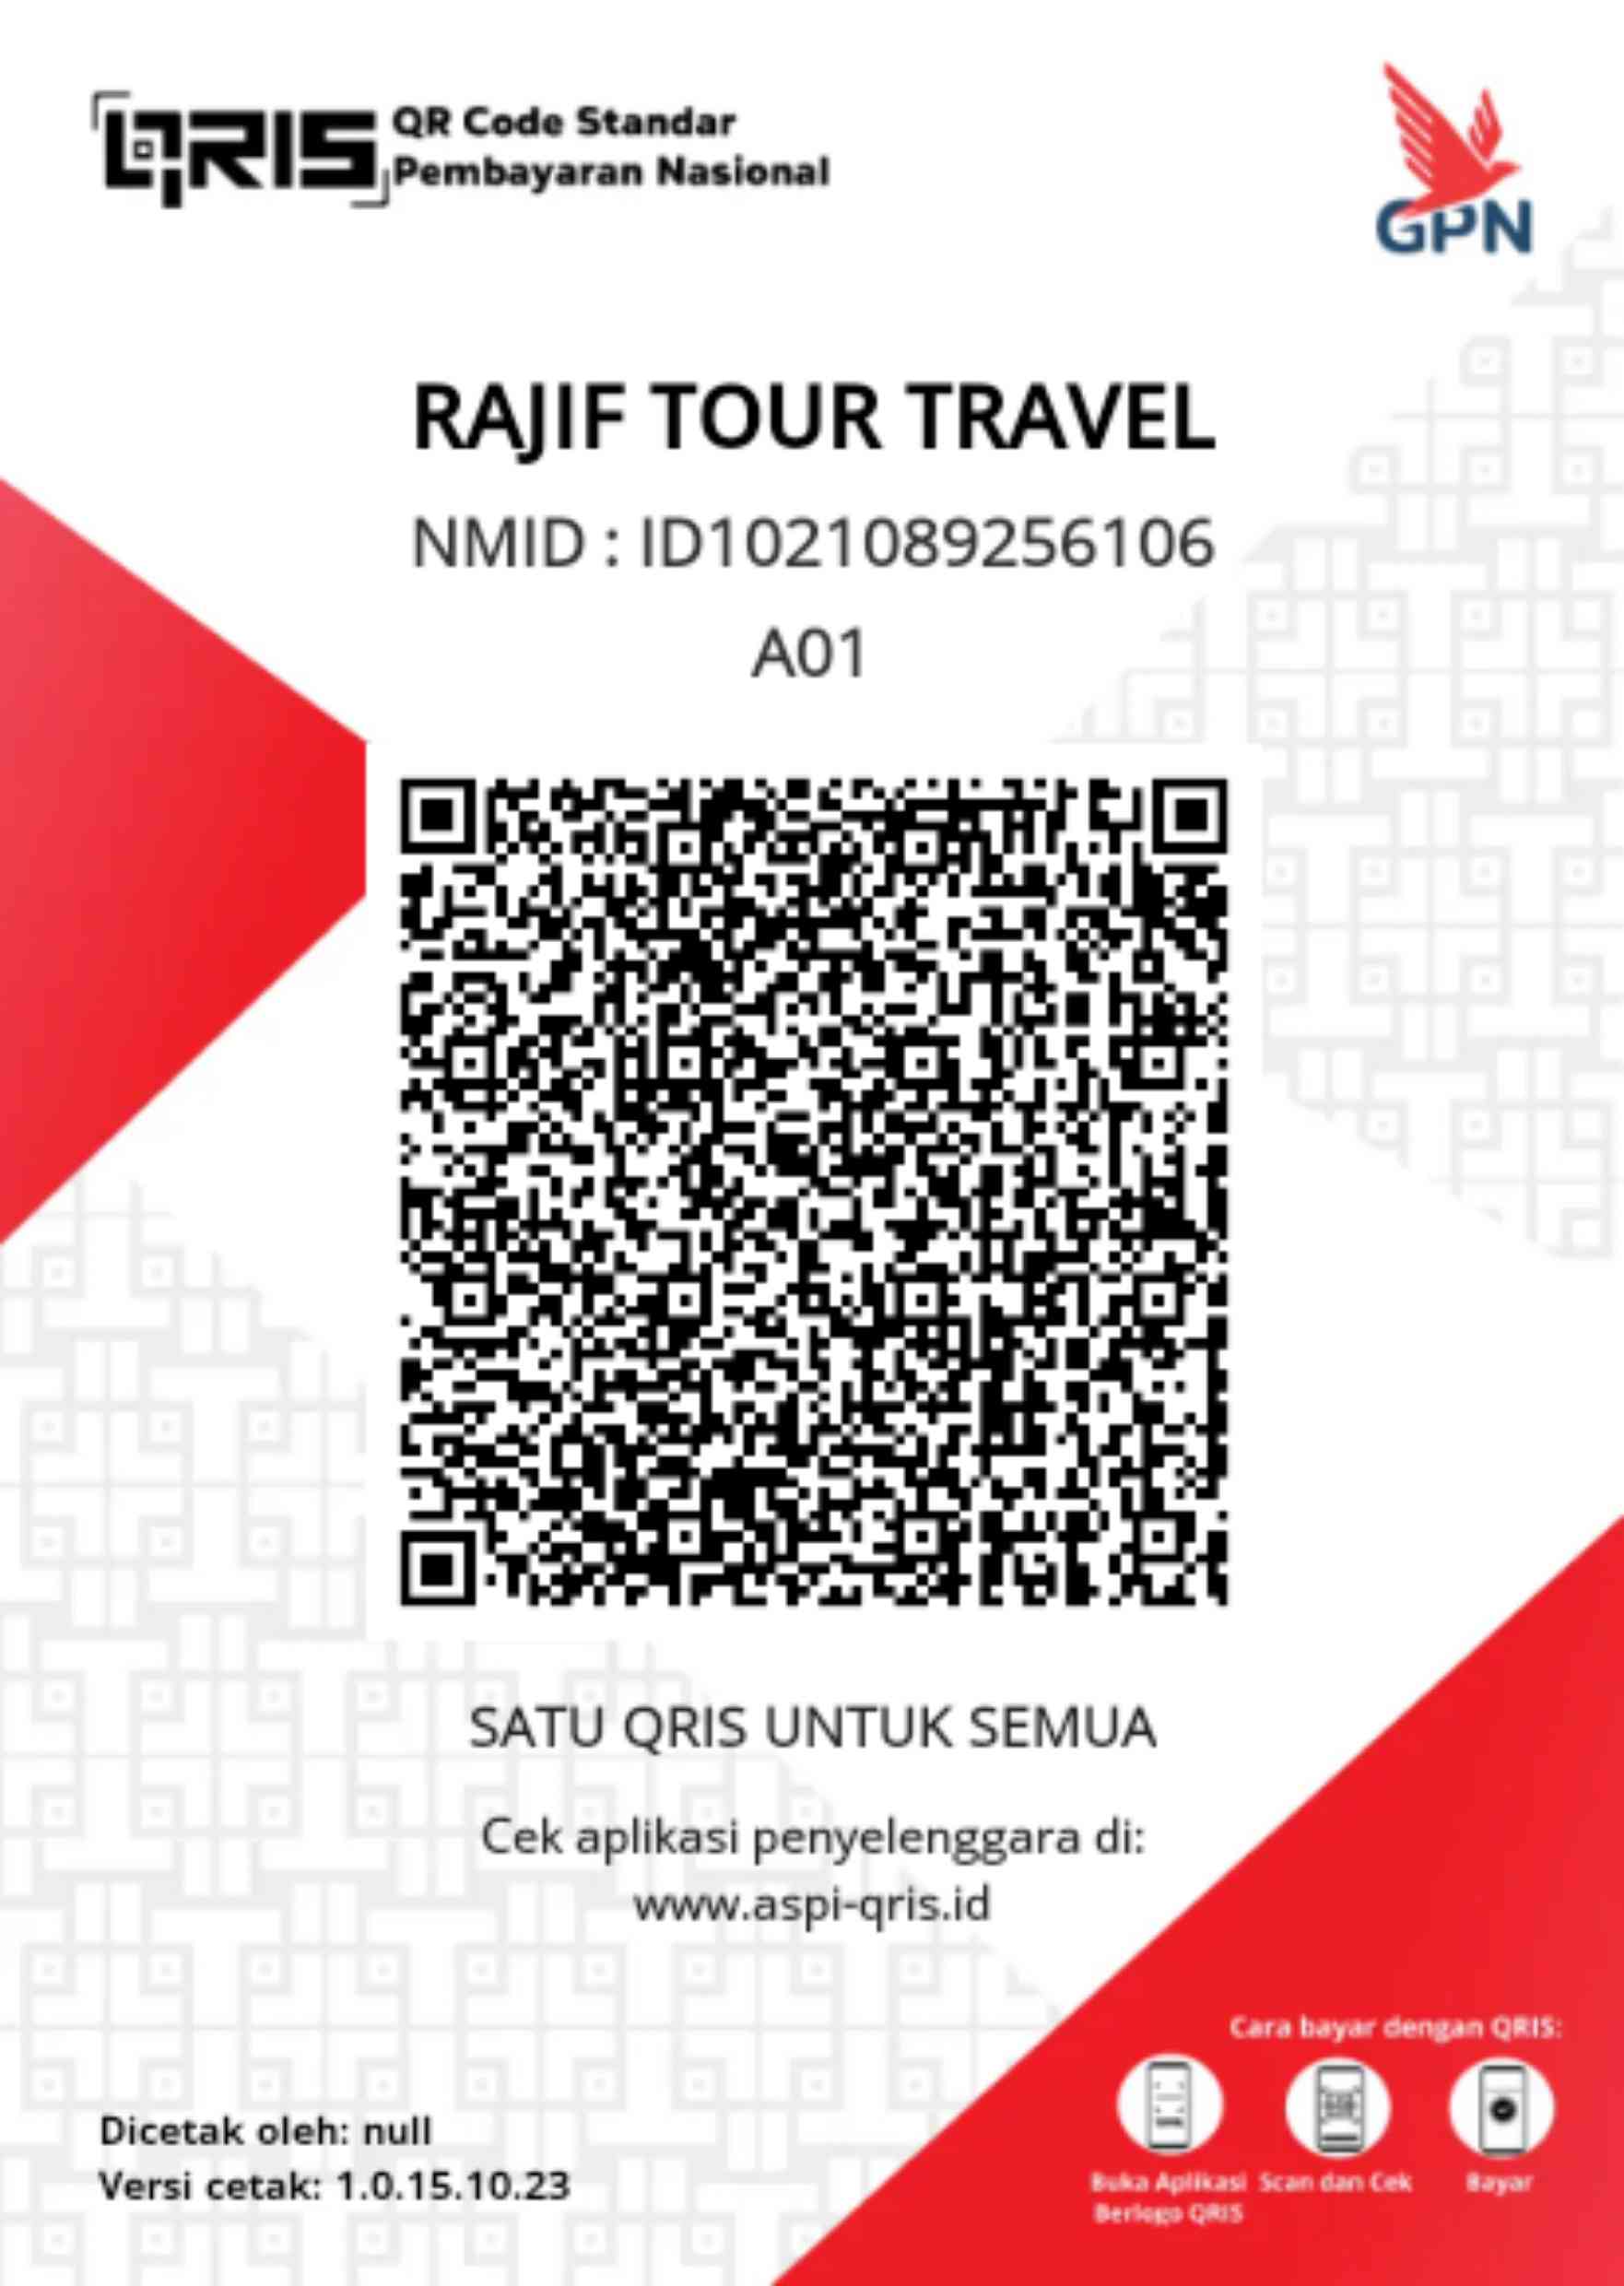 QRIS
QR Code Standar
Pembayaran Nasional
GPN
RAJIF TOUR TRAVEL
NMID : ID1021089256106
A01
SATU QRIS UNTUK SEMUA
Cek aplikasi penyelenggara di:
www.aspi-qris.id
Cara bayar dengan QRIS:
Buka Aplikasi
Berlogo QRIS
Scan dan Cek
Bayar
Dicetak oleh: null
Versi cetak: 1.0.15.10.23